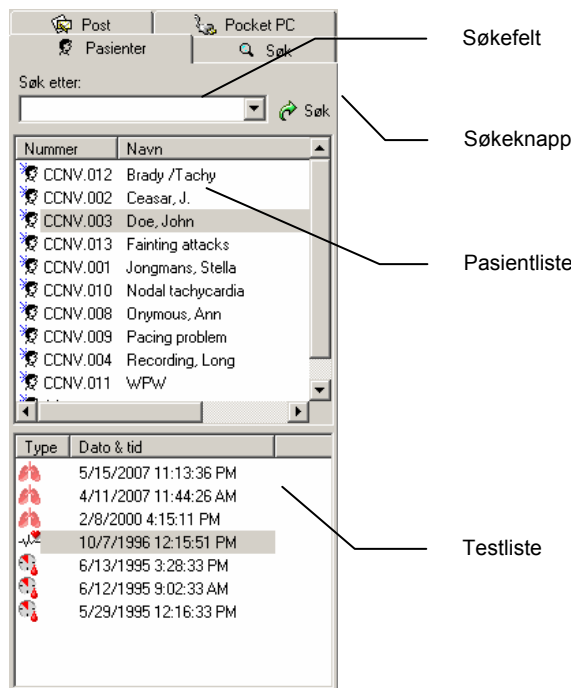 Post Pocket PC
Pasienter Søk
Søk etter:
Søk
Nummer Navn
CCNV.012 Brady /Tachy
CCNV.002 Ceasar, J.
CCNV.003 Doe, John
CCNV.013 Fainting attacks
CCNV.001 Jongmans, Stella
CCNV.010 Nodal tachycardia
CCNV.008 Onymous, Ann
CCNV.009 Pacing problem
CCNV.004 Recording, Long
CCNV.011 WPW
Type Dato & tid
5/15/2007 11:13:36 PM
4/11/2007 11:44:26 AM
2/8/2000 4:15:11 PM
10/7/1996 12:15:51 PM
6/13/1995 3:28:33 PM
6/12/1995 9:02:33 AM
5/29/1995 12:16:33 PM
Søkefelt
Søkeknapp
Pasientliste
Testliste